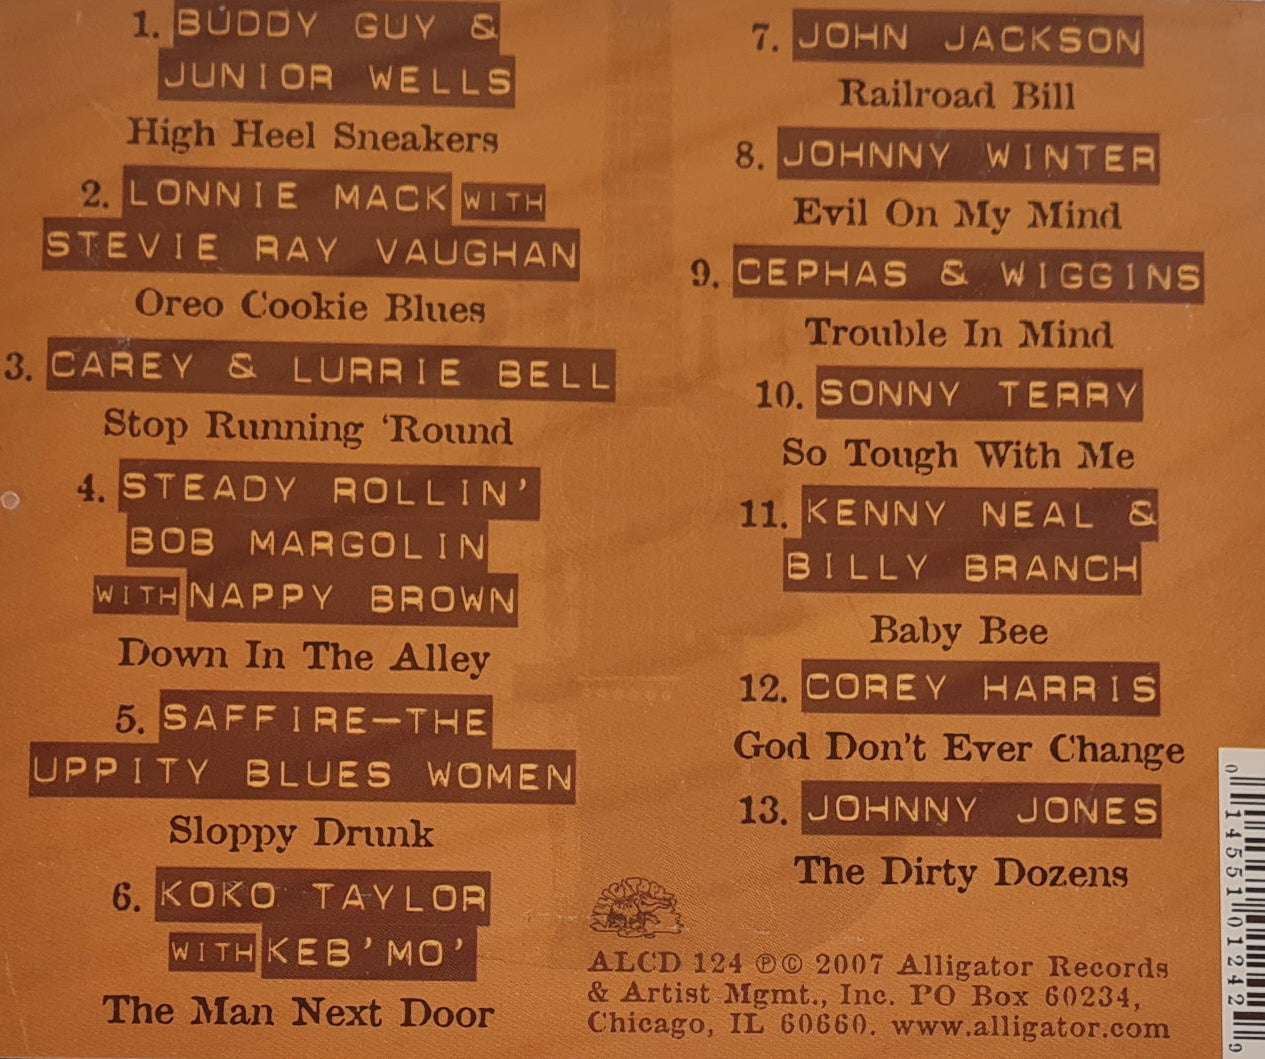 1. BUDDY GUY &
JUNIOR WELLS
High Heel Sneakers
2. LONNIE MACK WITH
STEVIE RAY VAUGHAN
Oreo Cookie Blues
3. CAREY & LURRIE BELL
Stop Running ‘Round
4. STEADY ROLLIN'
BOB MARGOLIN
WITH NAPPY BROWN
Down In The Alley
5. SAFFIRE—THE
UPPITY BLUES WOMEN
Sloppy Drunk
6. KOKO TAYLOR
WITH KEB'MO'
The Man Next Door
7. JOHN JACKSON
Railroad Bill
8. JOHNNY WINTER
Evil On My Mind
9. CEPHAS & WIGGINS
Trouble In Mind
10. SONNY TERRY
So Tough With Me
11. KENNY NEAL &
BILLY BRANCH
Baby Bee
12. COREY HARRIS
God Don't Ever Change
13. JOHNNY JONES
The Dirty Dozens
ALLIGATOR
ALCD 124 ℗© 2007 Alligator Records
& Artist Mgmt., Inc. PO Box 60234,
Chicago, IL 60660. www.alligator.com
0 14551 01242 9